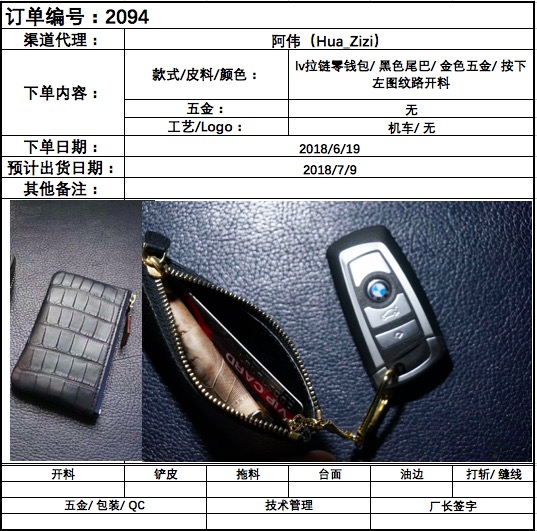 订单编号：2094
渠道代理： 阿伟（Hua_Zizi）
下单内容： 款式/皮料/颜色： lv拉链零钱包/ 黑色尾巴/ 金色五金/ 按下
左图纹路开料
五金： 无
工艺/Logo： 机车/ 无
下单日期： 2018/6/19
预计出货日期： 2018/7/9
其他备注：
VIP CARD
开料 铲皮 拖料 台面 油边 打斩/ 缝线
五金/ 包装/ QC 技术管理 厂长签字